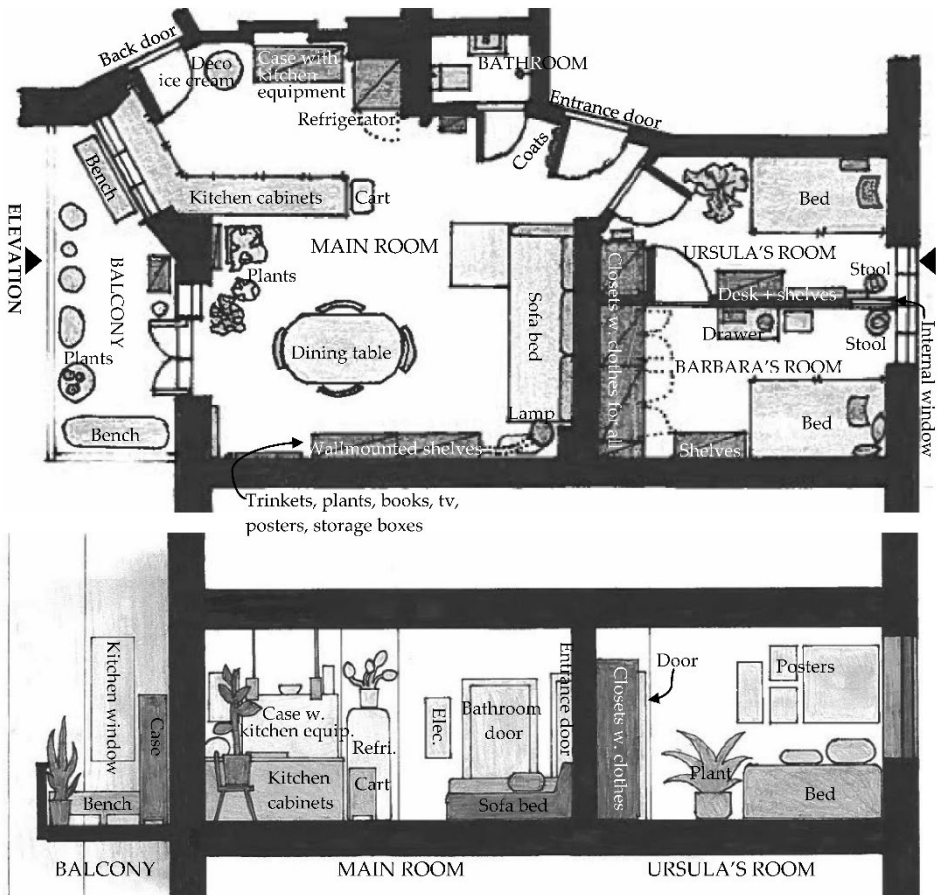 Back door
Deco
ice cream
Case with
kitchen
equipment
Refrigerator
BATHROOM
Entrance door
Coats
Bench
Kitchen cabinets
Cart
Bed
ELEVATION
BALCONY
MAIN ROOM
Plants
URSULA'S ROOM
Stool
Desk + shelves
Closets w. clothes for all
Sofa bed
Dining table
Drawer
Stool
BARBARA'S ROOM
Internal window
Plants
Bench
Lamp
Bed
Wallmounted shelves
Shelves
Trinkets, plants, books, tv,
posters, storage boxes
Kitchen window
Case
Bench
Case w.
kitchen equip.
Refri.
Elec.
Bathroom
door
Entrance door
Door
Posters
Closets w. clothes
Kitchen
cabinets
Cart
Sofa bed
Plant
Bed
BALCONY
MAIN ROOM
URSULA'S ROOM